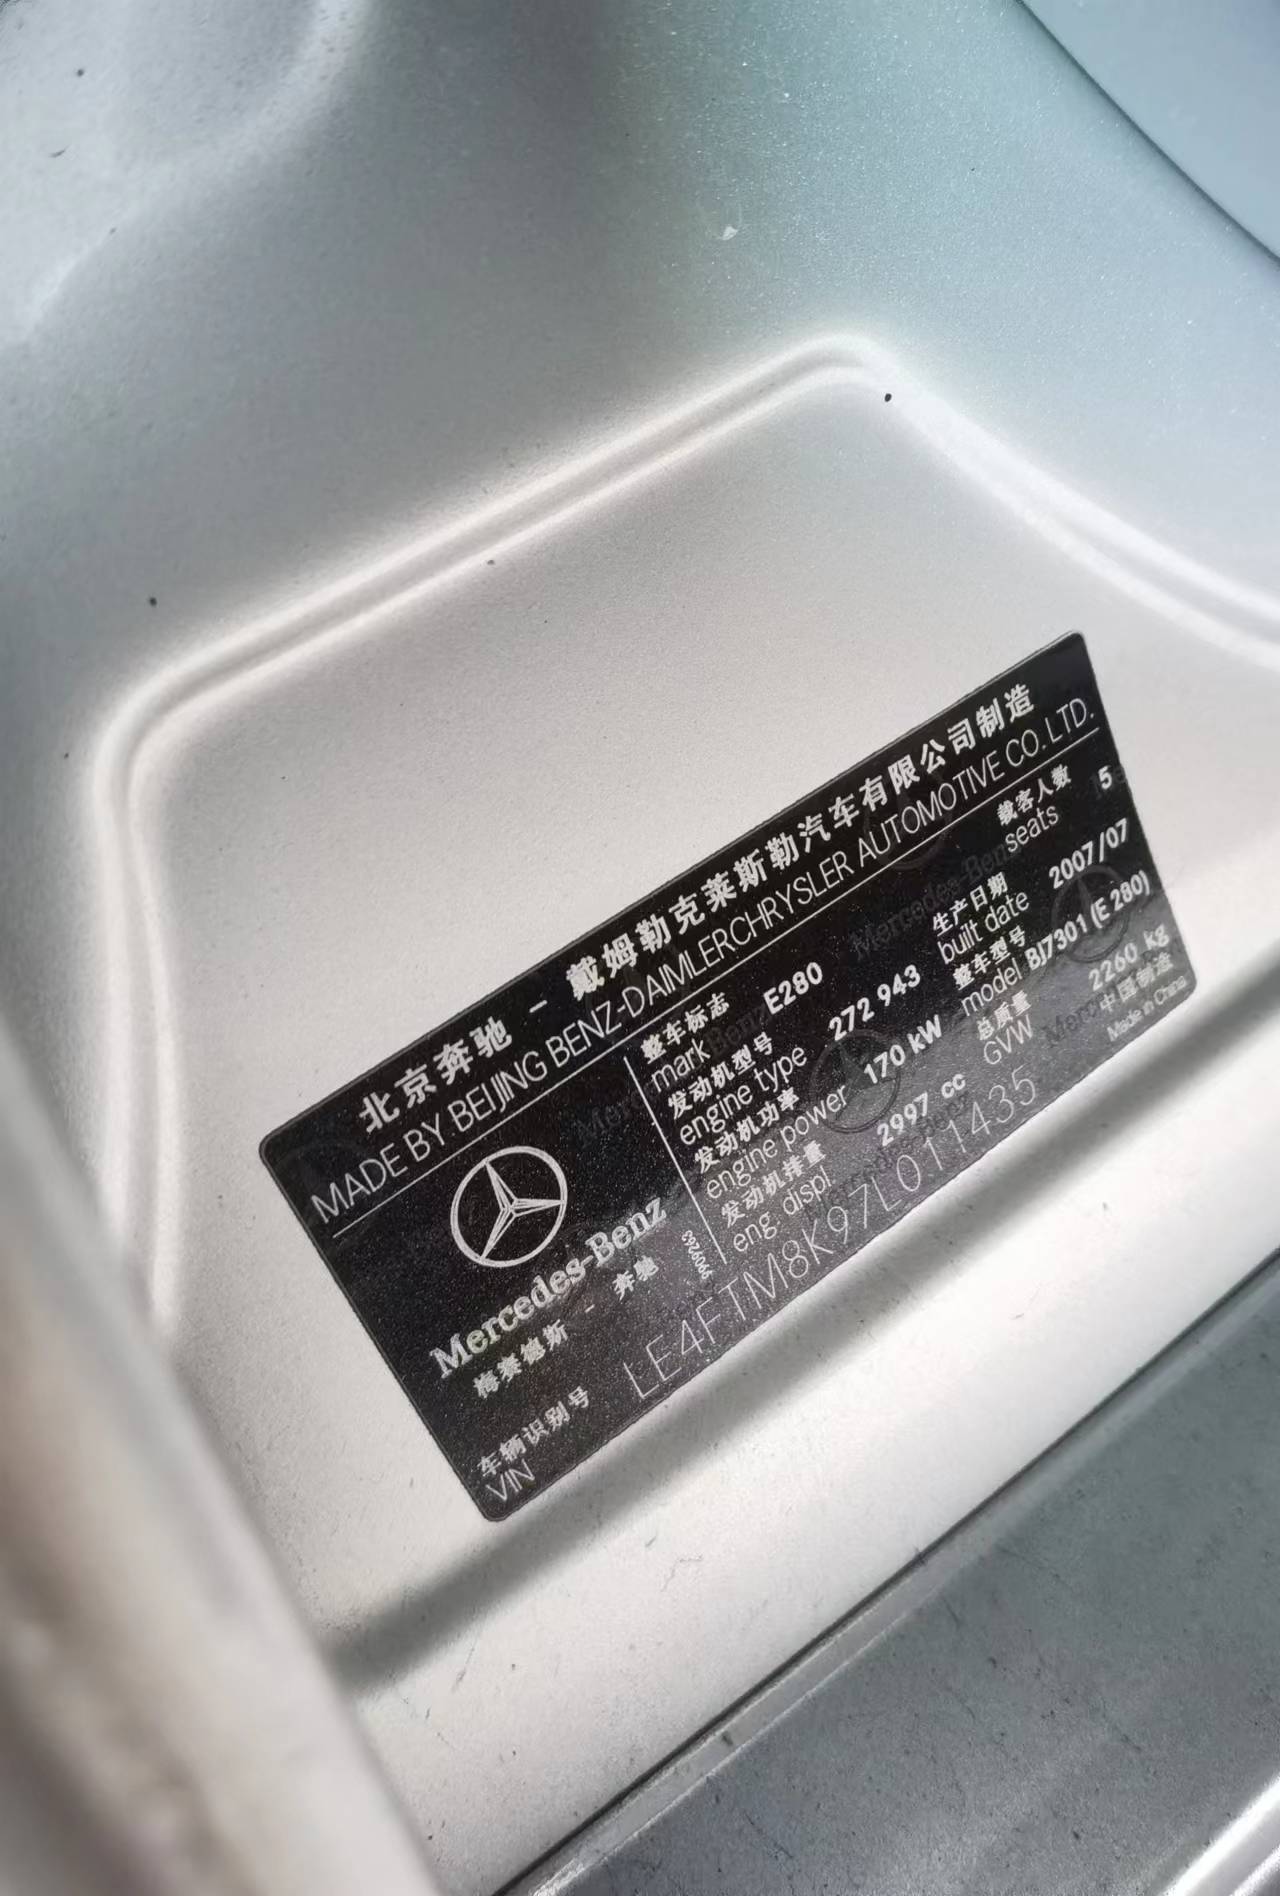 北京奔驰 - 戴姆勒克莱斯勒汽车有限公司制造
MADE BY BEIJING BENZ-DAIMLERCHRYSLER AUTOMOTIVE CO. LTD.
整车标志 E280 载客人数 5
mark seats
发动机型号 272 943 生产日期 2007/07
engine type built date
发动机功率 170 kW 整车型号 BJ7301 (E 280)
engine power model
发动机排量 2997 cc 总质量 2260 kg
eng. displ GVW
Mercedes-Benz
梅赛德斯 - 奔驰
中国制造
Made in China
车辆识别号 LE4FTM8K97L011435
VIN